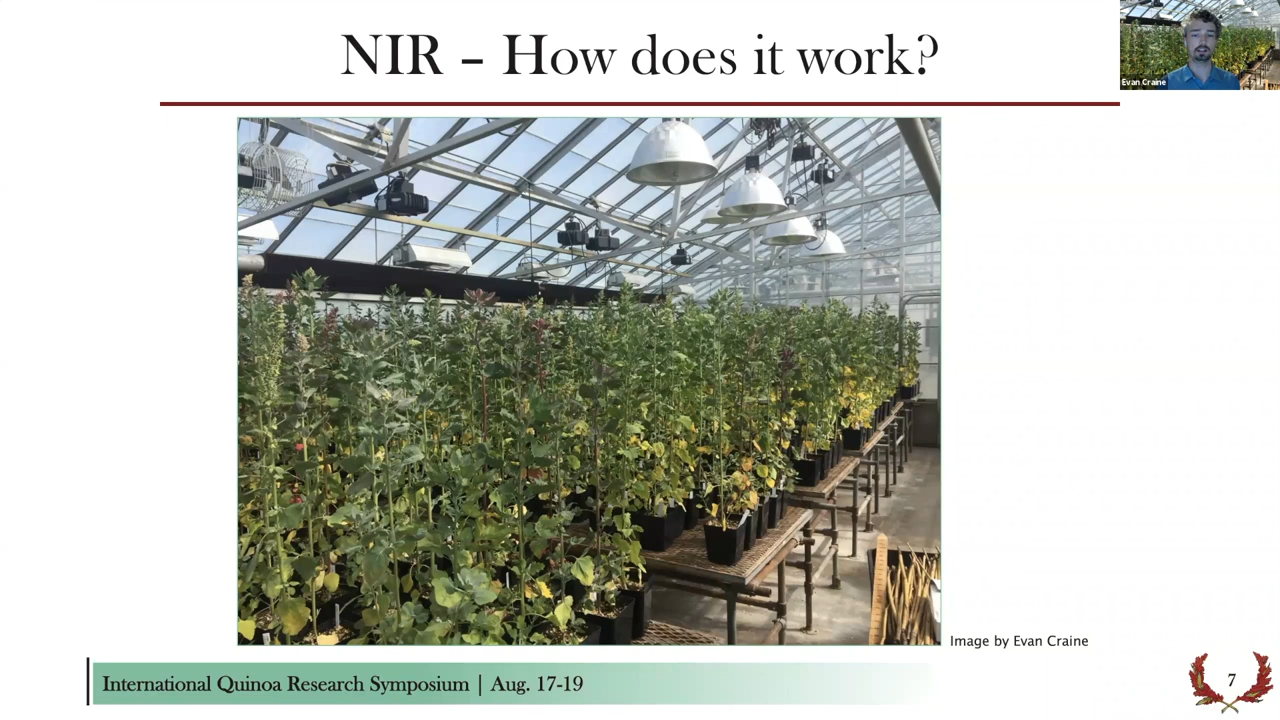 NIR – How does it work?
Evan Craine
Image by Evan Craine
International Quinoa Research Symposium | Aug. 17-19
7